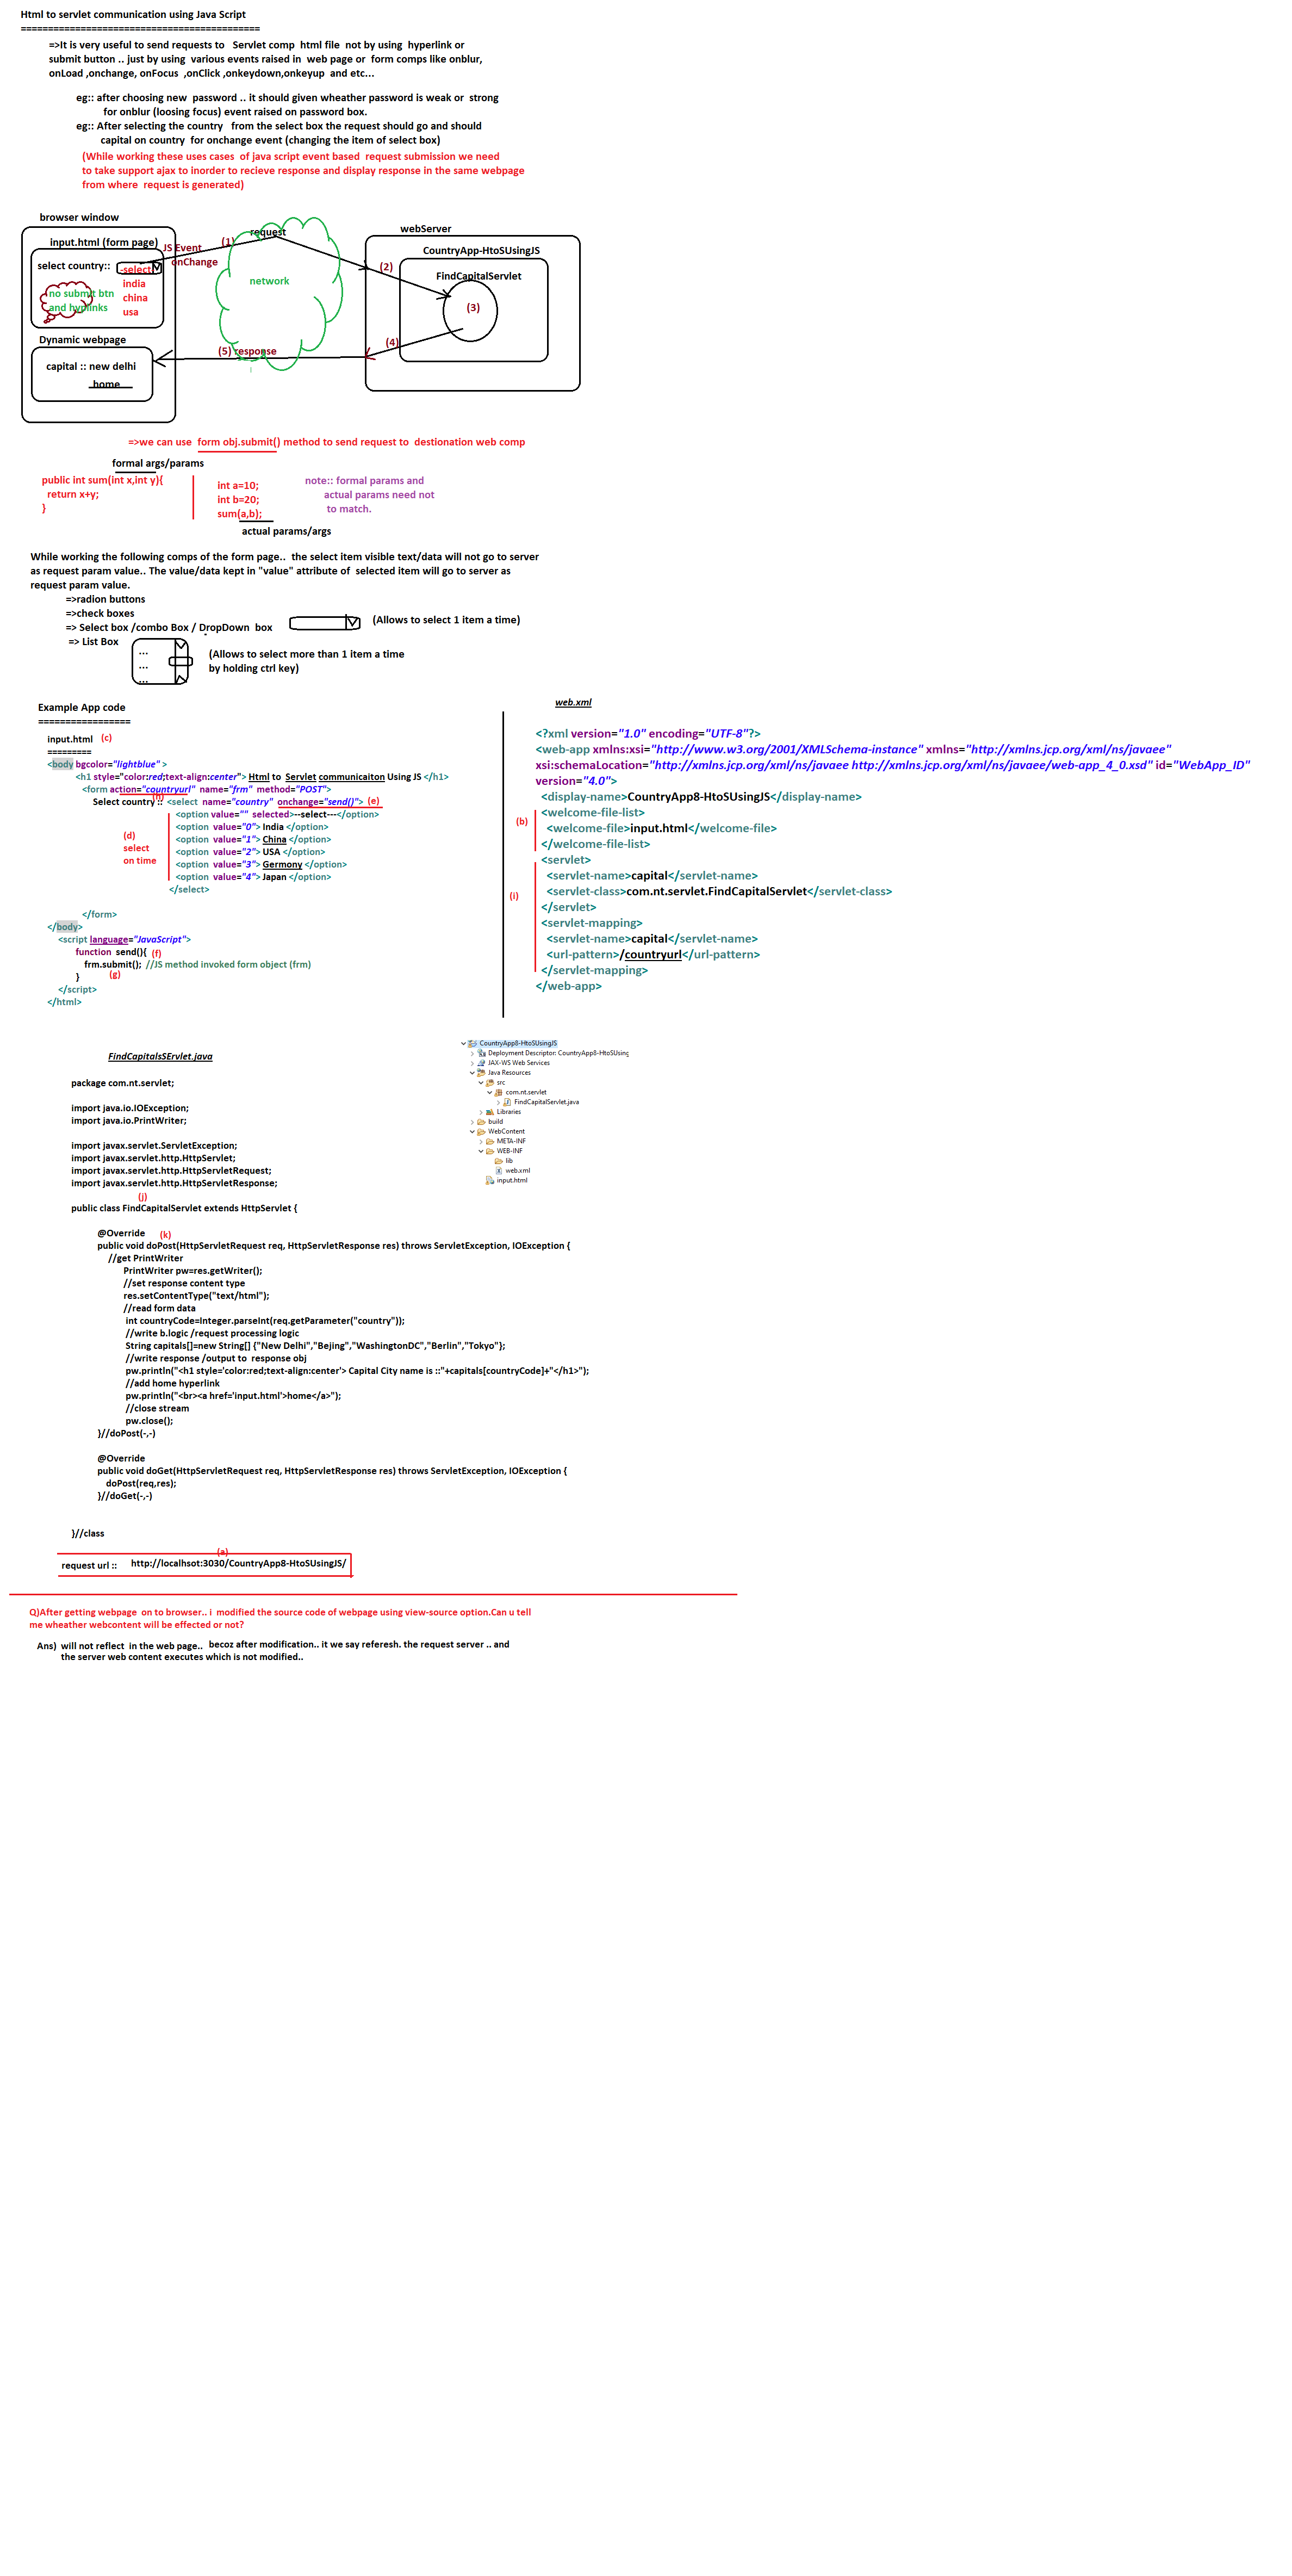 Html to servlet communication using Java Script
============================================
=>It is very useful to send requests to   Servlet comp  html file  not by using  hyperlink or
submit button .. just by using  various events raised in  web page or  form comps like onblur,
onLoad ,onchange, onFocus  ,onClick ,onkeydown,onkeyup  and etc...
eg:: after choosing new  password .. it should given wheather password is weak or  strong
for onblur (loosing focus) event raised on password box.
eg:: After selecting the country   from the select box the request should go and should
capital on country  for onchange event (changing the item of select box)
(While working these uses cases  of java script event based  request submission we need
to take support ajax to inorder to recieve response and display response in the same webpage
from where  request is generated)
browser window
input.html (form page)
select country::
-select
india
china
usa
no submit btn
and hyplinks
JS Event
onChange
(1)
request
network
webServer
CountryApp-HtoSUsingJS
FindCapitalServlet
(2)
(3)
(4)
(5) response
Dynamic webpage
capital :: new delhi
home
=>we can use  form obj.submit() method to send request to  destionation web comp
formal args/params
public int sum(int x,int y){
return x+y;
}
int a=10;
int b=20;
sum(a,b);
actual params/args
note:: formal params and
actual params need not
to match.
While working the following comps of the form page..  the select item visible text/data will not go to server
as request param value.. The value/data kept in "value" attribute of  selected item will go to server as
request param value.
=>radion buttons
=>check boxes
=> Select box /combo Box / DropDown  box
(Allows to select 1 item a time)
=> List Box
...
...
...
(Allows to select more than 1 item a time
by holding ctrl key)
Example App code
=================
input.html   (c)
=========
<body bgcolor="lightblue" >
<h1 style="color:red;text-align:center"> Html to  Servlet communicaiton Using JS </h1>
<form action="countryurl"  name="frm"  method="POST">
(h)
Select country ::  <select  name="country"  onchange="send()">  (e)
<option value=""  selected>--select---</option>
<option  value="0"> India </option>
<option  value="1"> China </option>
<option  value="2"> USA </option>
<option  value="3"> Germony </option>
<option  value="4"> Japan </option>
</select>
(d)
select
on time
</form>
</body>
<script language="JavaScript">
function  send(){  (f)
frm.submit();  //JS method invoked form object (frm)
}
(g)
</script>
</html>
web.xml
<?xml version="1.0" encoding="UTF-8"?>
<web-app xmlns:xsi="http://www.w3.org/2001/XMLSchema-instance" xmlns="http://xmlns.jcp.org/xml/ns/javaee"
xsi:schemaLocation="http://xmlns.jcp.org/xml/ns/javaee http://xmlns.jcp.org/xml/ns/javaee/web-app_4_0.xsd" id="WebApp_ID"
version="4.0">
<display-name>CountryApp8-HtoSUsingJS</display-name>
(b)
<welcome-file-list>
<welcome-file>input.html</welcome-file>
</welcome-file-list>
(i)
<servlet>
<servlet-name>capital</servlet-name>
<servlet-class>com.nt.servlet.FindCapitalServlet</servlet-class>
</servlet>
<servlet-mapping>
<servlet-name>capital</servlet-name>
<url-pattern>/countryurl</url-pattern>
</servlet-mapping>
</web-app>
CountryApp8-HtoSUsingJS
Deployment Descriptor: CountryApp8-HtoSUsing
JAX-WS Web Services
Java Resources
src
com.nt.servlet
FindCapitalServlet.java
Libraries
build
WebContent
META-INF
WEB-INF
lib
web.xml
input.html
FindCapitalsSErvlet.java
package com.nt.servlet;
import java.io.IOException;
import java.io.PrintWriter;
import javax.servlet.ServletException;
import javax.servlet.http.HttpServlet;
import javax.servlet.http.HttpServletRequest;
import javax.servlet.http.HttpServletResponse;
(j)
public class FindCapitalServlet extends HttpServlet {
@Override
(k)
public void doPost(HttpServletRequest req, HttpServletResponse res) throws ServletException, IOException {
//get PrintWriter
PrintWriter pw=res.getWriter();
//set response content type
res.setContentType("text/html");
//read form data
int countryCode=Integer.parseInt(req.getParameter("country"));
//write b.logic /request processing logic
String capitals[]=new String[] {"New Delhi","Bejing","WashingtonDC","Berlin","Tokyo"};
//write response /output to  response obj
pw.println("<h1 style='color:red;text-align:center'> Capital City name is ::"+capitals[countryCode]+"</h1>");
//add home hyperlink
pw.println("<br><a href='input.html'>home</a>");
//close stream
pw.close();
}//doPost(-,-)
@Override
public void doGet(HttpServletRequest req, HttpServletResponse res) throws ServletException, IOException {
doPost(req,res);
}//doGet(-,-)
}//class
(a)
request url ::     http://localhsot:3030/CountryApp8-HtoSUsingJS/
Q)After getting webpage  on to browser.. i  modified the source code of webpage using view-source option.Can u tell
me wheather webcontent will be effected or not?
Ans)  will not reflect  in the web page..  becoz after modification.. it we say referesh. the request server .. and
the server web content executes which is not modified..